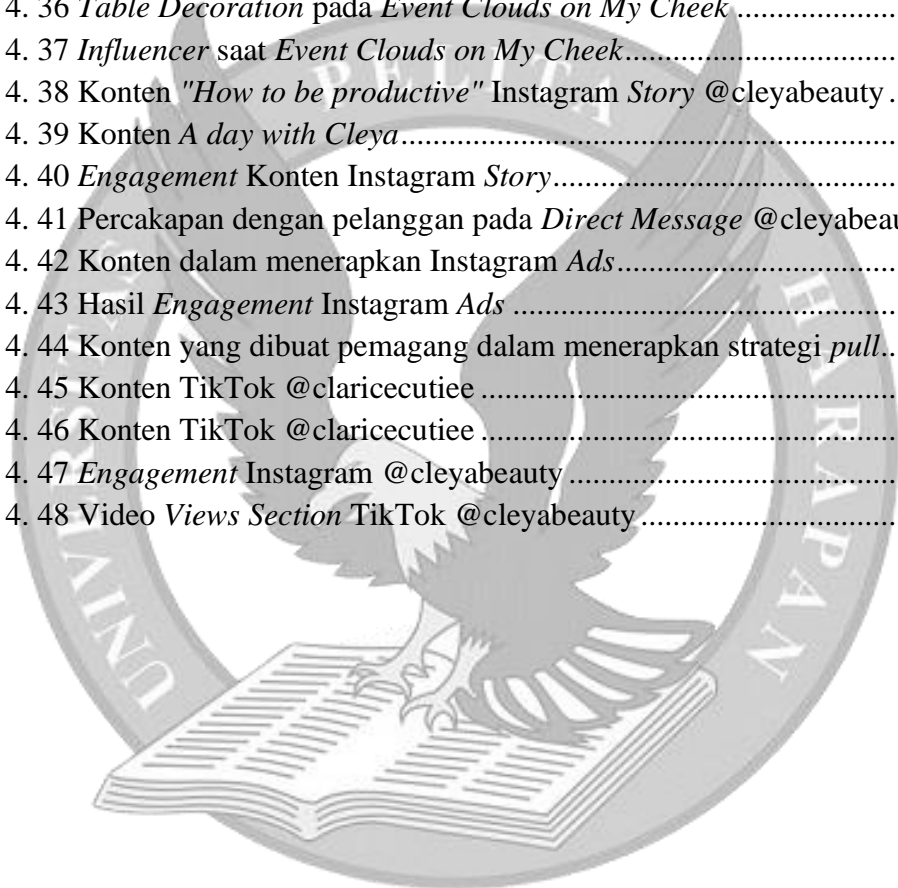 4. 36 Table Decoration pada Event Clouds on My Cheek ....................
4. 37 Influencer saat Event Clouds on My Cheek..................................
4. 38 Konten "How to be productive" Instagram Story @cleyabeauty .
4. 39 Konten A day with Cleya..............................................................
4. 40 Engagement Konten Instagram Story...........................................
4. 41 Percakapan dengan pelanggan pada Direct Message @cleyabeau
4. 42 Konten dalam menerapkan Instagram Ads...................................
4. 43 Hasil Engagement Instagram Ads ................................................
4. 44 Konten yang dibuat pemagang dalam menerapkan strategi pull..
4. 45 Konten TikTok @claricecutiee ....................................................
4. 46 Konten TikTok @claricecutiee ....................................................
4. 47 Engagement Instagram @cleyabeauty .........................................
4. 48 Video Views Section TikTok @cleyabeauty ................................
UNIVERSITAS PELITA HARAPAN